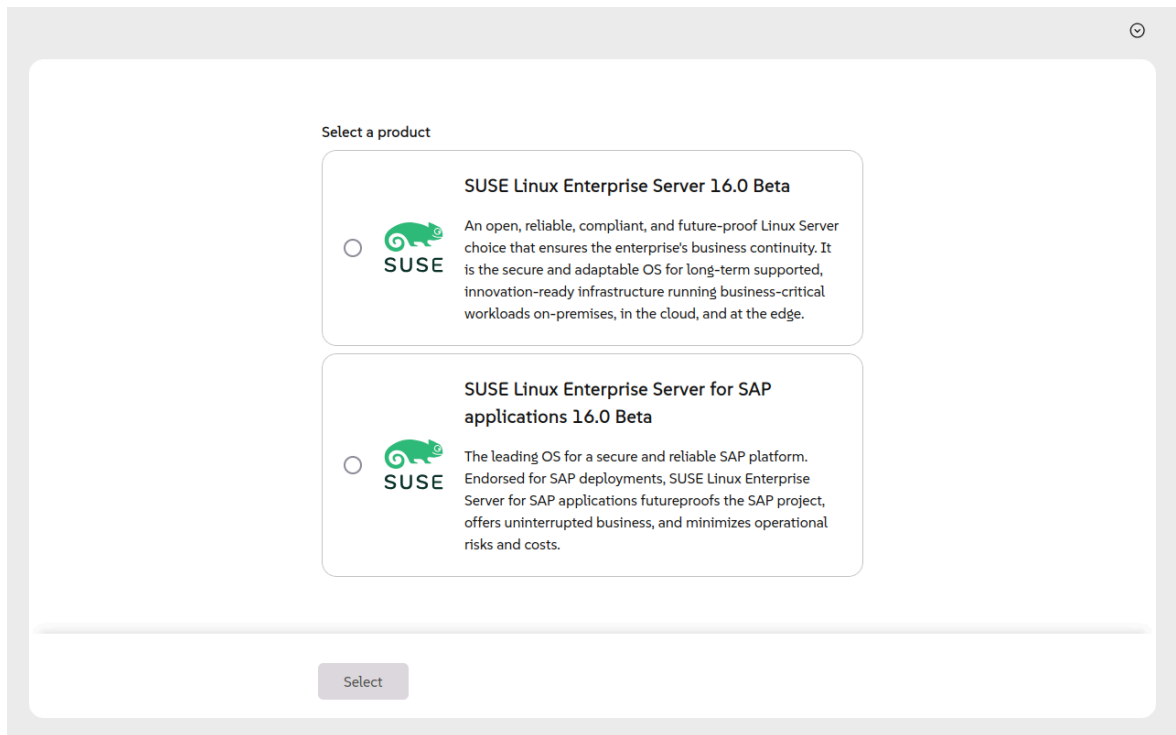 Select a product
SUSE Linux Enterprise Server 16.0 Beta
An open, reliable, compliant, and future-proof Linux Server
choice that ensures the enterprise's business continuity. It
is the secure and adaptable OS for long-term supported,
innovation-ready infrastructure running business-critical
workloads on-premises, in the cloud, and at the edge.
SUSE
SUSE Linux Enterprise Server for SAP
applications 16.0 Beta
The leading OS for a secure and reliable SAP platform.
Endorsed for SAP deployments, SUSE Linux Enterprise
Server for SAP applications futureproofs the SAP project,
offers uninterrupted business, and minimizes operational
risks and costs.
SUSE
Select